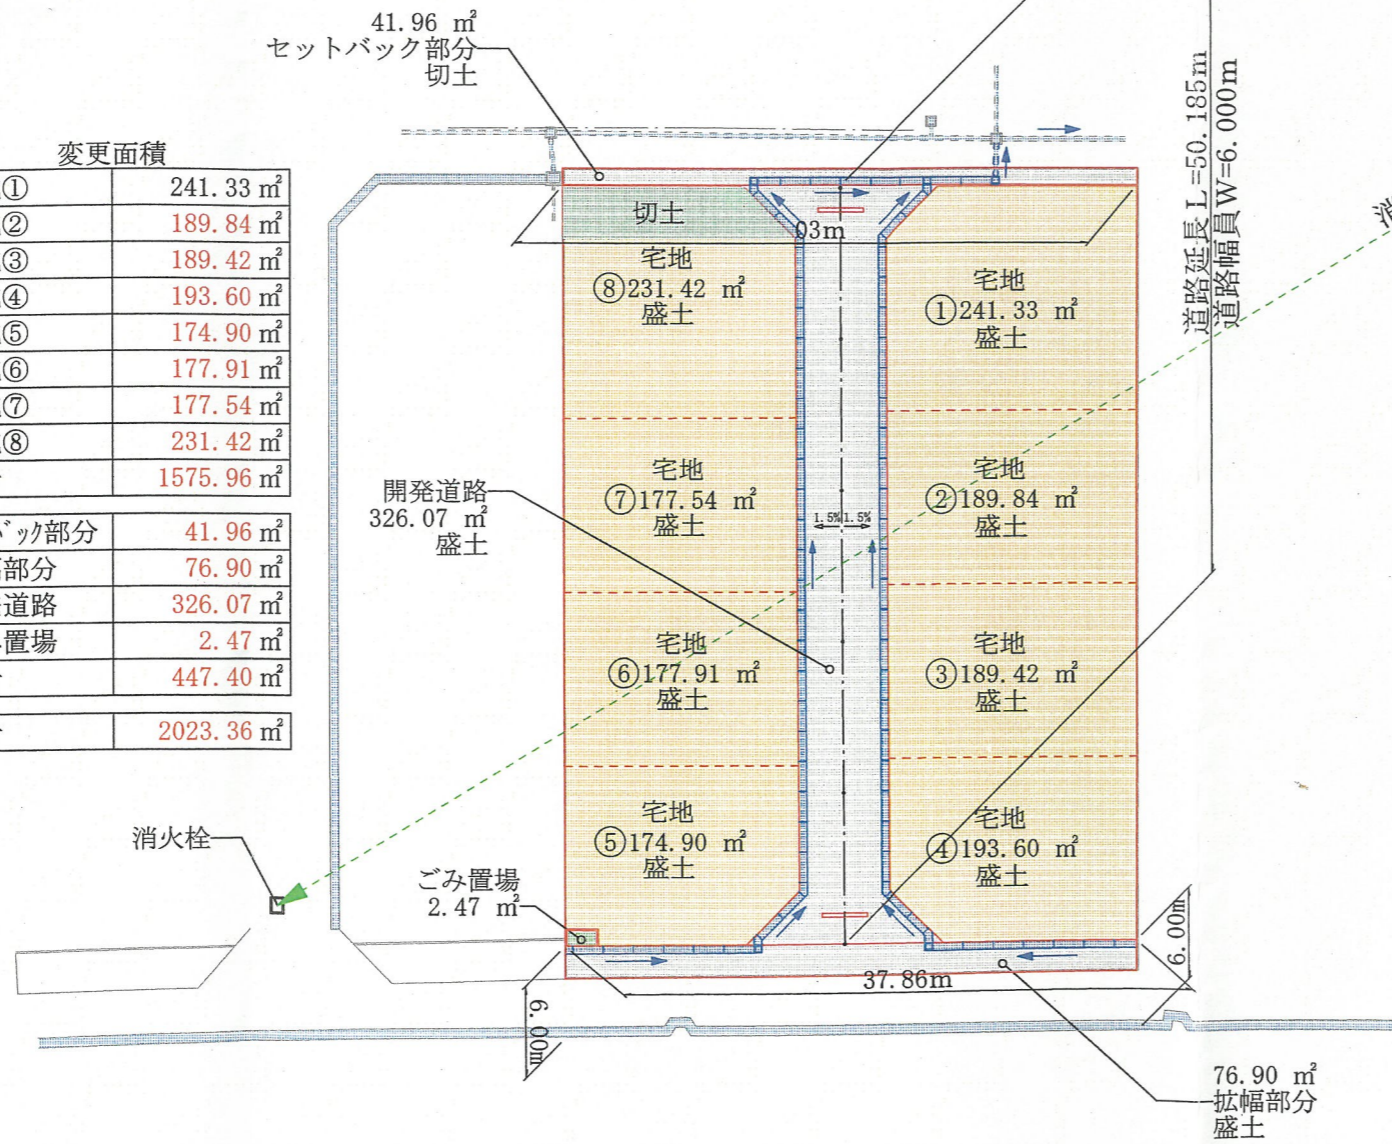 41.96 ㎡
セットバック部分
切土
変更面積
① 241.33 ㎡
② 189.84 ㎡
③ 189.42 ㎡
④ 193.60 ㎡
⑤ 174.90 ㎡
⑥ 177.91 ㎡
⑦ 177.54 ㎡
⑧ 231.42 ㎡
1575.96 ㎡
ック部分 41.96 ㎡
部分 76.90 ㎡
道路 326.07 ㎡
置場 2.47 ㎡
447.40 ㎡
2023.36 ㎡
切土
03m
宅地
⑧231.42 ㎡
盛土
宅地
①241.33 ㎡
盛土
道路延長L=50.185m
道路幅員W=6.000m
開発道路
326.07 ㎡
盛土
宅地
⑦177.54 ㎡
盛土
1.5% 1.5%
宅地
②189.84 ㎡
盛土
宅地
⑥177.91 ㎡
盛土
宅地
③189.42 ㎡
盛土
宅地
⑤174.90 ㎡
盛土
宅地
④193.60 ㎡
盛土
消火栓
ごみ置場
2.47 ㎡
6.00m
37.86m
6.00m
76.90 ㎡
拡幅部分
盛土